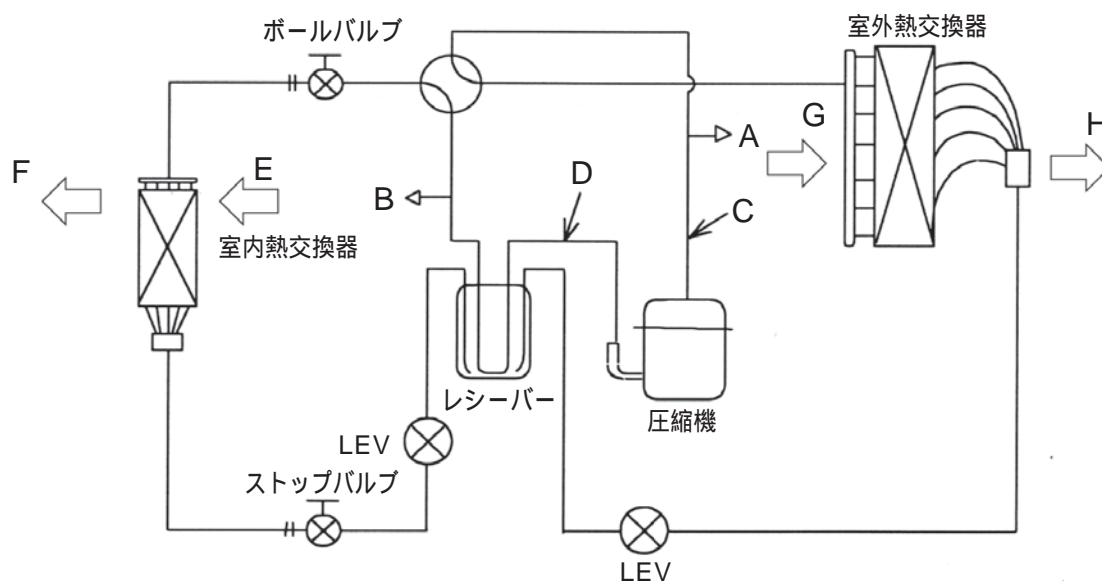 ボールバルブ
室外熱交換器
A
G
H
F
E
B
D
C
室内熱交換器
レシーバー
圧縮機
LEV
ストップバルブ
LEV